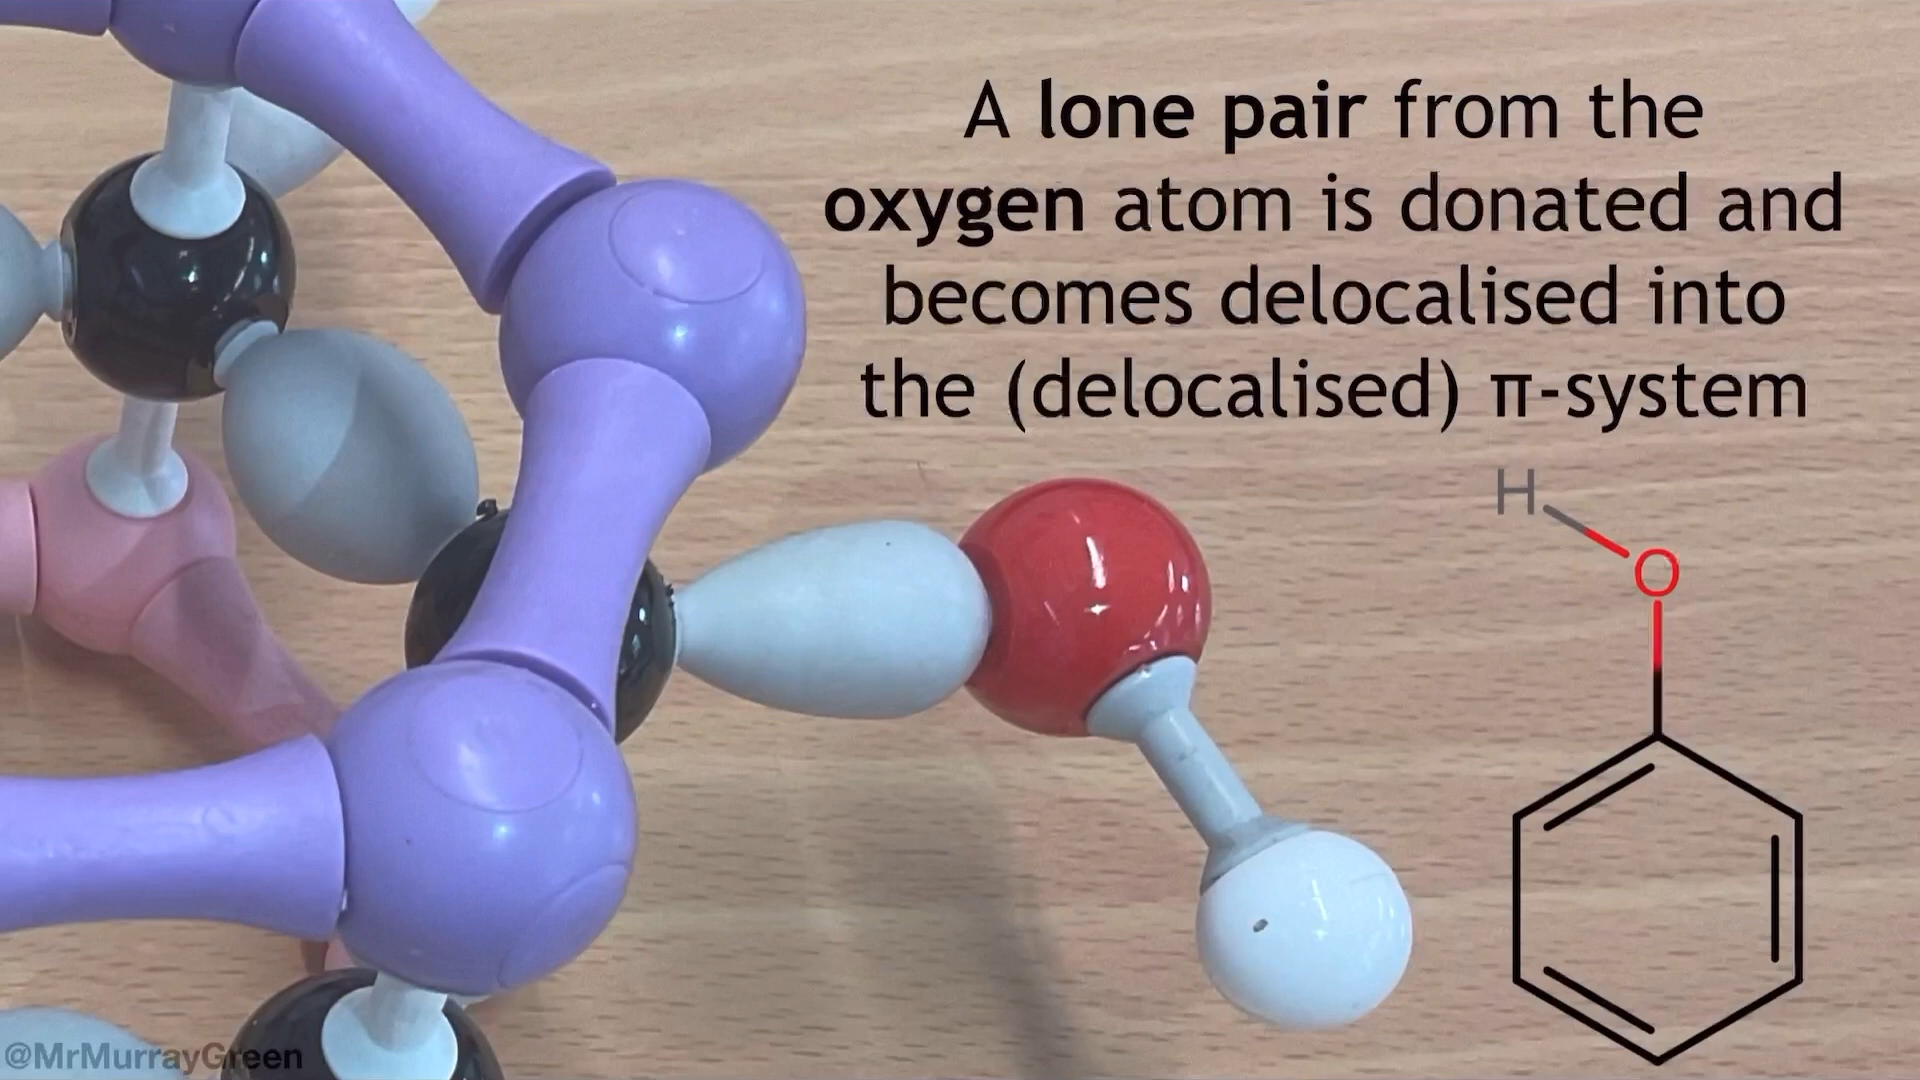 A lone pair from the
oxygen atom is donated and
becomes delocalised into
the (delocalised) π-system
H
O
@MrMurrayGreen